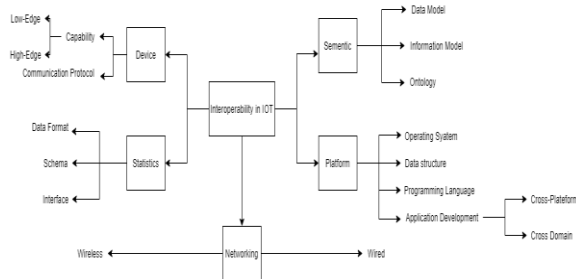 Low-Edge
Capability
High-Edge
Communication Protocol
Device
Interoperability in IOT
Sementic
Data Model
Information Model
Ontology
Data Format
Schema
Interface
Statistics
Platform
Operating Syatem
Data structure
Programming Language
Application Development
Cross-Plateform
Cross Domain
Wireless
Networking
Wired